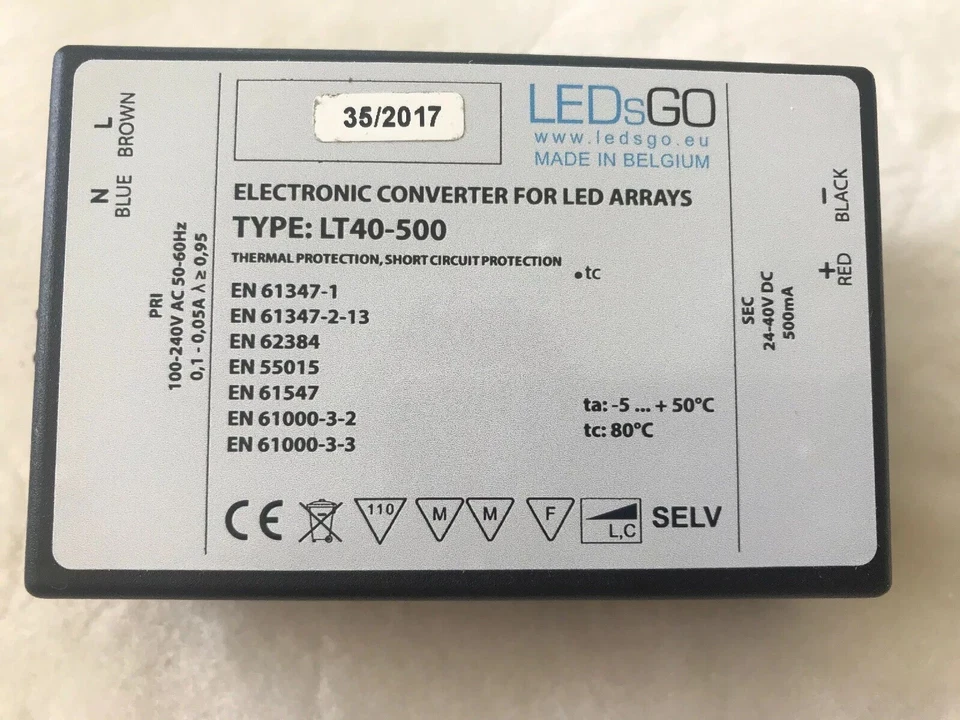 L
BROWN
N
BLUE
PRI
100-240V AC 50-60Hz
0,1 - 0,05A λ ≥ 0,95
35/2017
LEDsGO
www.ledsgo.eu
MADE IN BELGIUM
ELECTRONIC CONVERTER FOR LED ARRAYS
TYPE: LT40-500
THERMAL PROTECTION, SHORT CIRCUIT PROTECTION
•tc
EN 61347-1
EN 61347-2-13
EN 62384
EN 55015
EN 61547
EN 61000-3-2
EN 61000-3-3
ta: -5 ... + 50°C
tc: 80°C
CE 110 M M F L,C SELV
−
BLACK
+
RED
SEC
24-40V DC
500mA